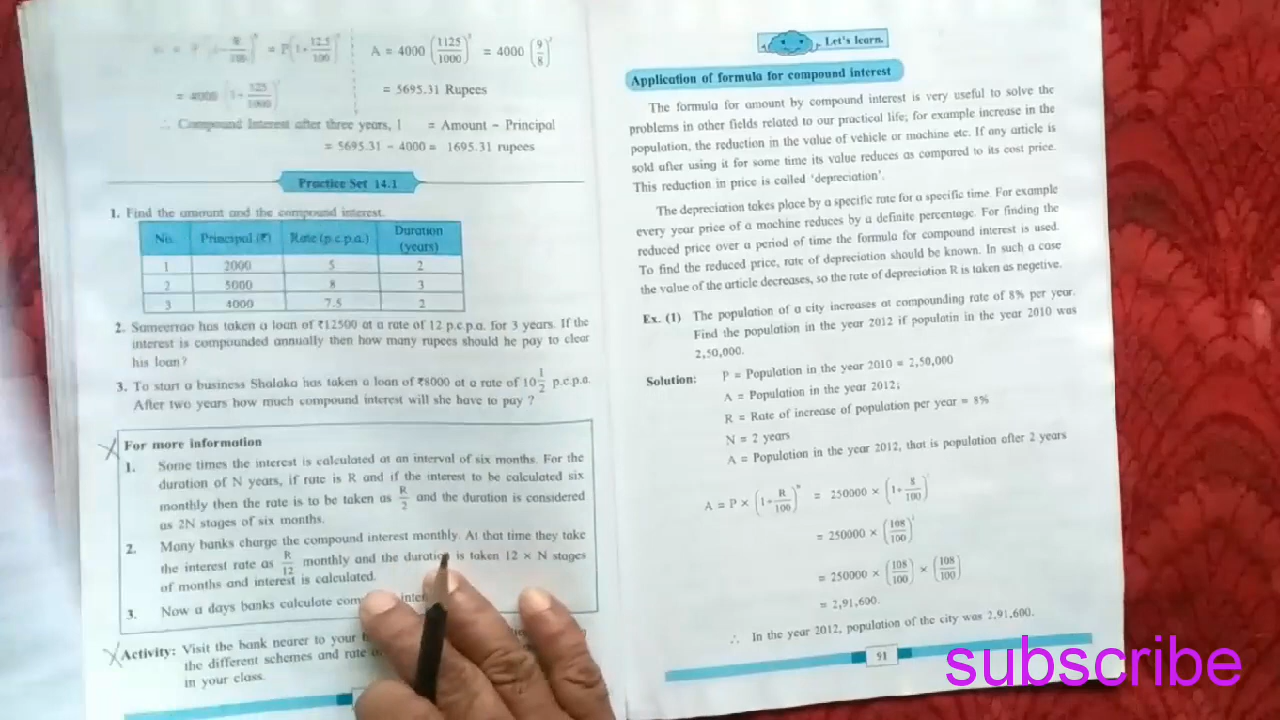 = P(1+12.5/100)³
A = 4000 (1125/1000)³ = 4000 (9/8)³
= 4000 (1+125/1000)³
= 5695.31 Rupees
∴ Compound Interest after three years, I = Amount − Principal
= 5695.31 − 4000 = 1695.31 rupees
Practice Set 14.1
1. Find the amount and the compound interest.
No. Principal (₹) Rate (p.c.p.a.) Duration (years)
1 2000 5 2
2 5000 8 3
3 4000 7.5 2
2. Sameerrao has taken a loan of ₹12500 at a rate of 12 p.c.p.a. for 3 years. If the
interest is compounded annually then how many rupees should he pay to clear
his loan?
3. To start a business Shalaka has taken a loan of ₹8000 at a rate of 10 1/2 p.c.p.a.
After two years how much compound interest will she have to pay ?
For more information
1. Some times the interest is calculated at an interval of six months. For the
duration of N years, if rate is R and if the interest to be calculated six
monthly then the rate is to be taken as R/2 and the duration is considered
as 2N stages of six months.
2. Many banks charge the compound interest monthly. At that time they take
the interest rate as R/12 monthly and the duration is taken 12 × N stages
of months and interest is calculated.
3. Now a days banks calculate
Activity: Visit the bank nearer to your
the different schemes and rate
in your class.
Let's learn.
Application of formula for compound interest
The formula for amount by compound interest is very useful to solve the
problems in other fields related to our practical life; for example increase in the
population, the reduction in the value of vehicle or machine etc. If any article is
sold after using it for some time its value reduces as compared to its cost price.
This reduction in price is called 'depreciation'.
The depreciation takes place by a specific rate for a specific time. For example
every year price of a machine reduces by a definite percentage. For finding the
reduced price over a period of time the formula for compound interest is used.
To find the reduced price, rate of depreciation should be known. In such a case
the value of the article decreases, so the rate of depreciation R is taken as negetive.
Ex. (1) The population of a city increases at compounding rate of 8% per year.
Find the population in the year 2012 if populatin in the year 2010 was
2,50,000.
Solution: P = Population in the year 2010 = 2,50,000
A = Population in the year 2012;
R = Rate of increase of population per year = 8%
N = 2 years
A = Population in the year 2012, that is population after 2 years
A = P × (1+R/100)ⁿ = 250000 × (1+8/100)²
= 250000 × (108/100)²
= 250000 × (108/100) × (108/100)
= 2,91,600.
∴ In the year 2012, population of the city was 2,91,600.
91
subscribe